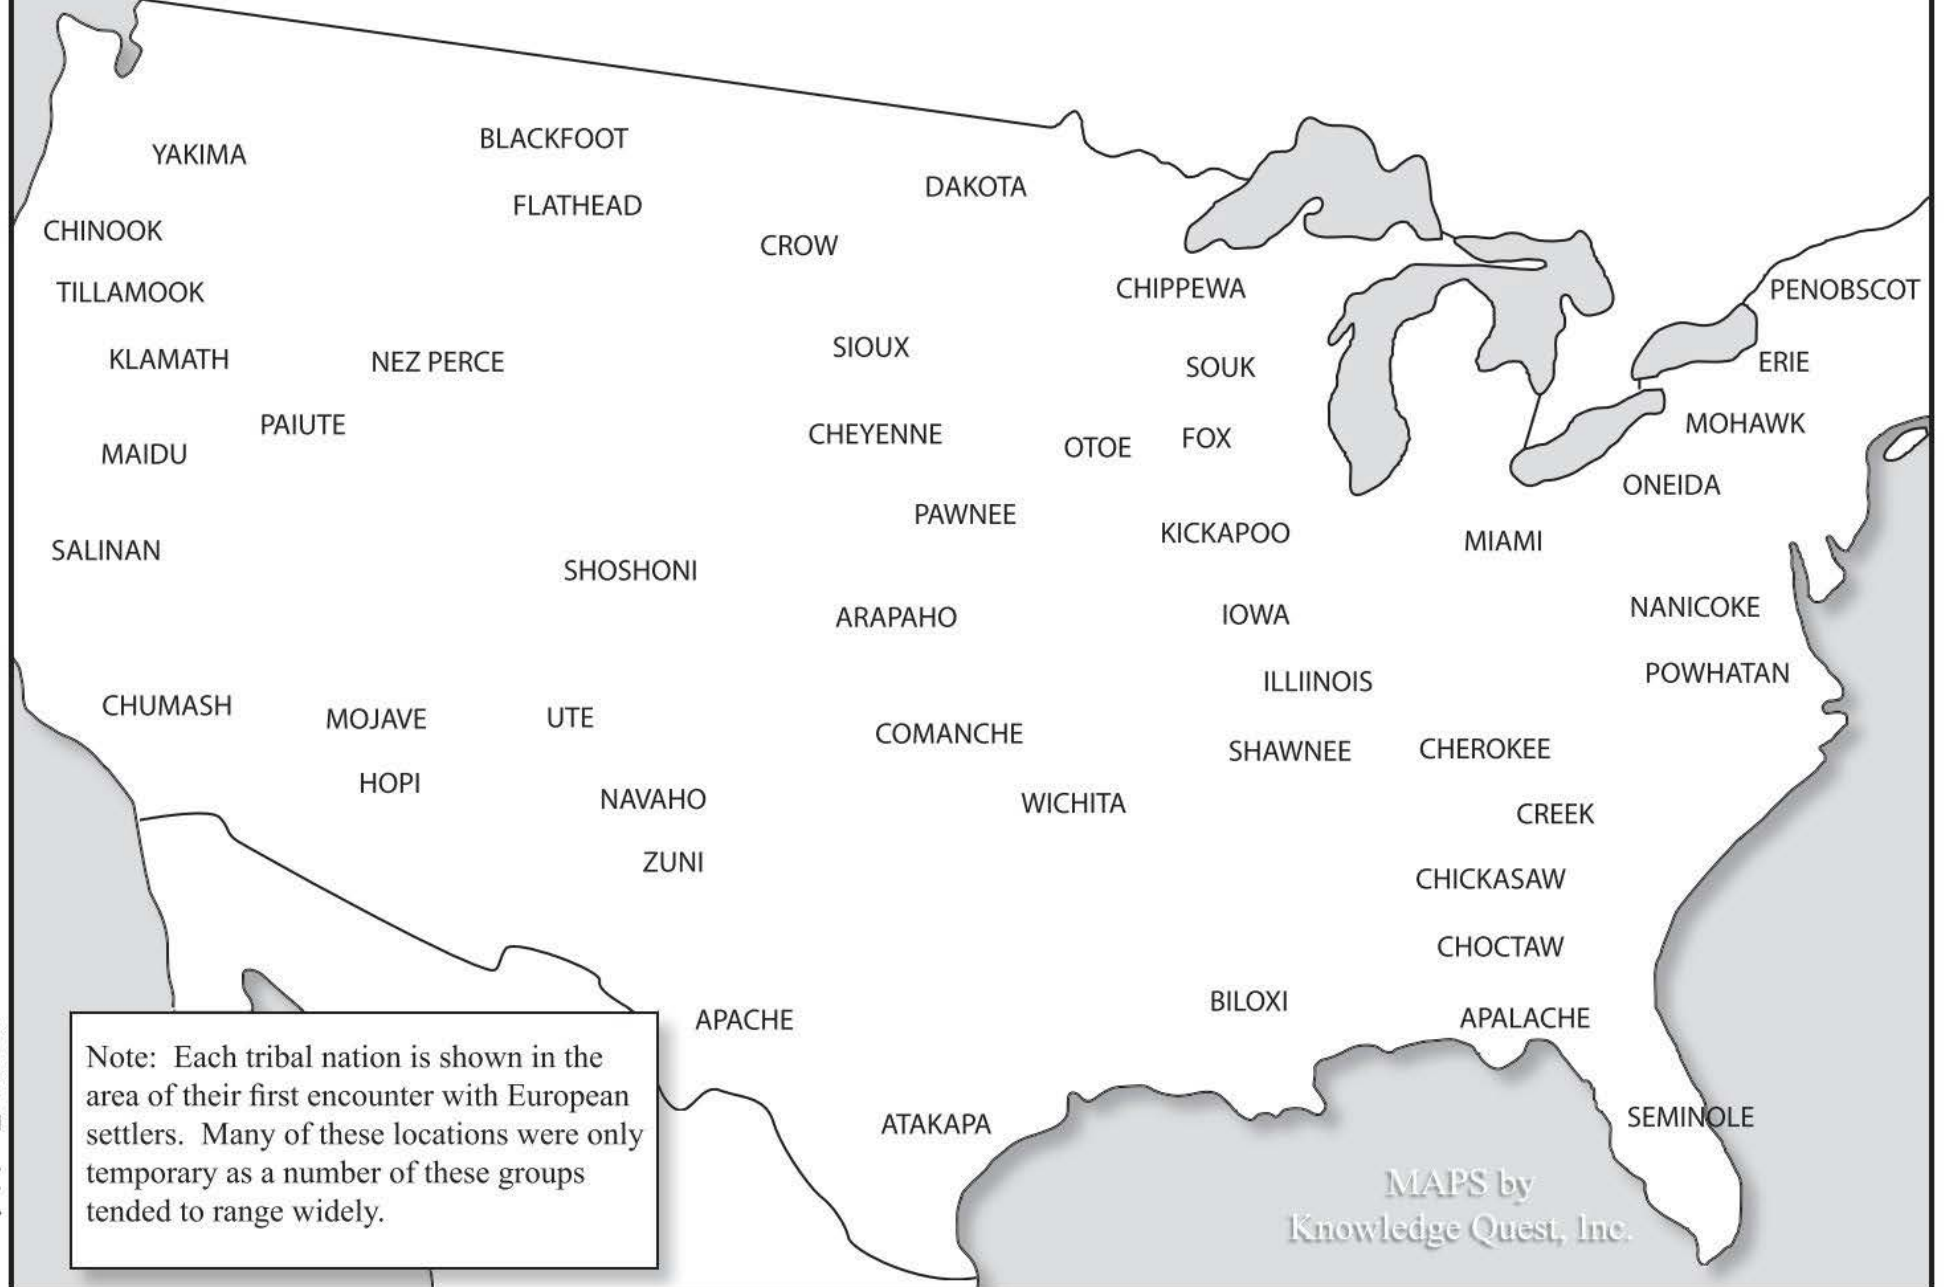 BLACKFOOT
YAKIMA
DAKOTA
FLATHEAD
CHINOOK
CROW
CHIPPEWA
PENOBSCOT
TILLAMOOK
SIOUX
KLAMATH
NEZ PERCE
SOUK
ERIE
PAIUTE
MOHAWK
CHEYENNE
OTOE
FOX
MAIDU
ONEIDA
PAWNEE
KICKAPOO
MIAMI
SALINAN
SHOSHONI
NANICOKE
ARAPAHO
IOWA
POWHATAN
ILLIINOIS
CHUMASH
MOJAVE
UTE
COMANCHE
SHAWNEE
CHEROKEE
HOPI
NAVAHO
WICHITA
CREEK
ZUNI
CHICKASAW
CHOCTAW
BILOXI
APACHE
APALACHE
ATAKAPA
SEMINOLE
Note: Each tribal nation is shown in the
area of their first encounter with European
settlers. Many of these locations were only
temporary as a number of these groups
tended to range widely.
MAPS by
Knowledge Quest, Inc.